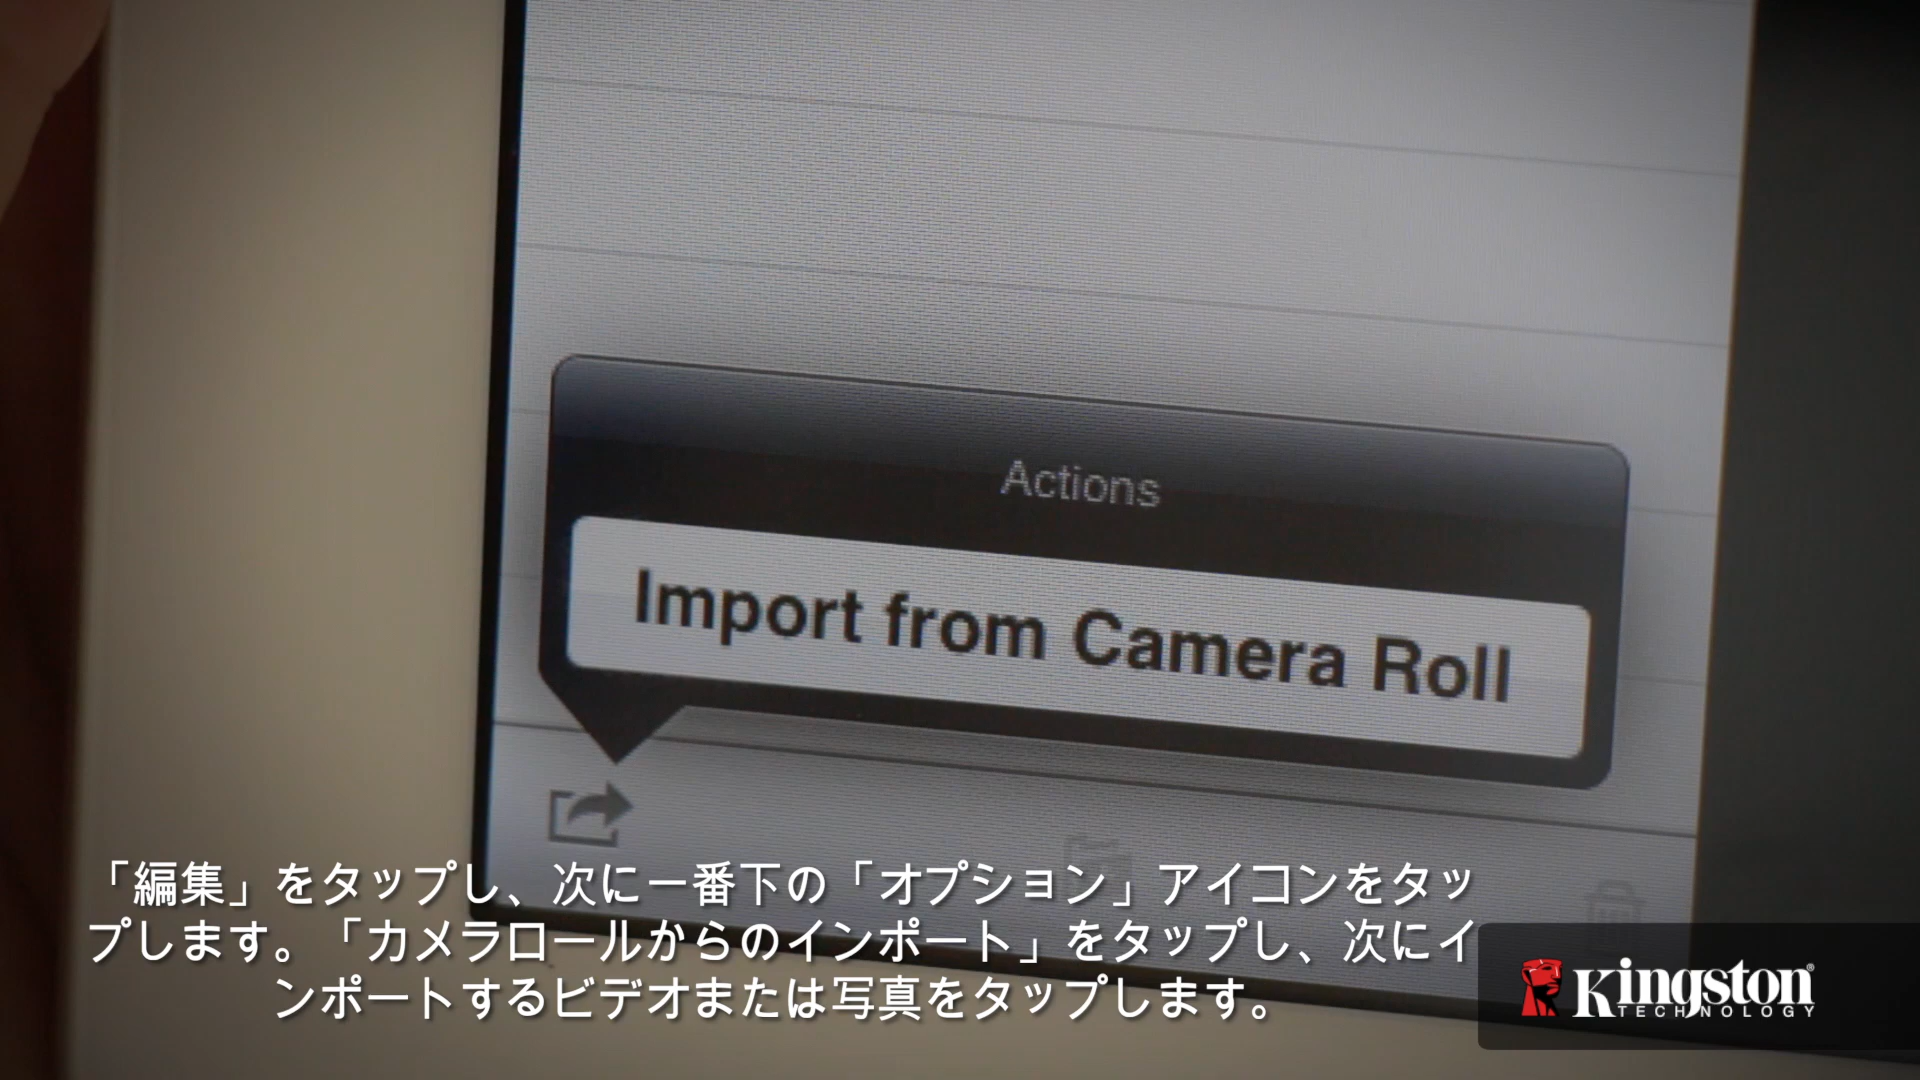 Actions
Import from Camera Roll
「編集」をタップし、次に一番下の「オプション」アイコンをタッ
プします。「カメラロールからのインポート」をタップし、次にイ
ンポートするビデオまたは写真をタップします。
Kingston®
TECHNOLOGY